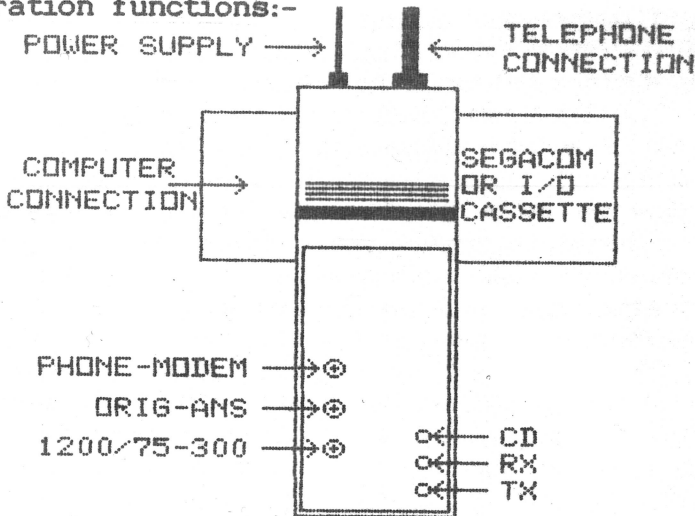 ration functions:-
POWER SUPPLY
TELEPHONE
CONNECTION
COMPUTER
CONNECTION
SEGACOM
OR I/O
CASSETTE
PHONE-MODEM
ORIG-ANS
1200/75-300
CD
RX
TX